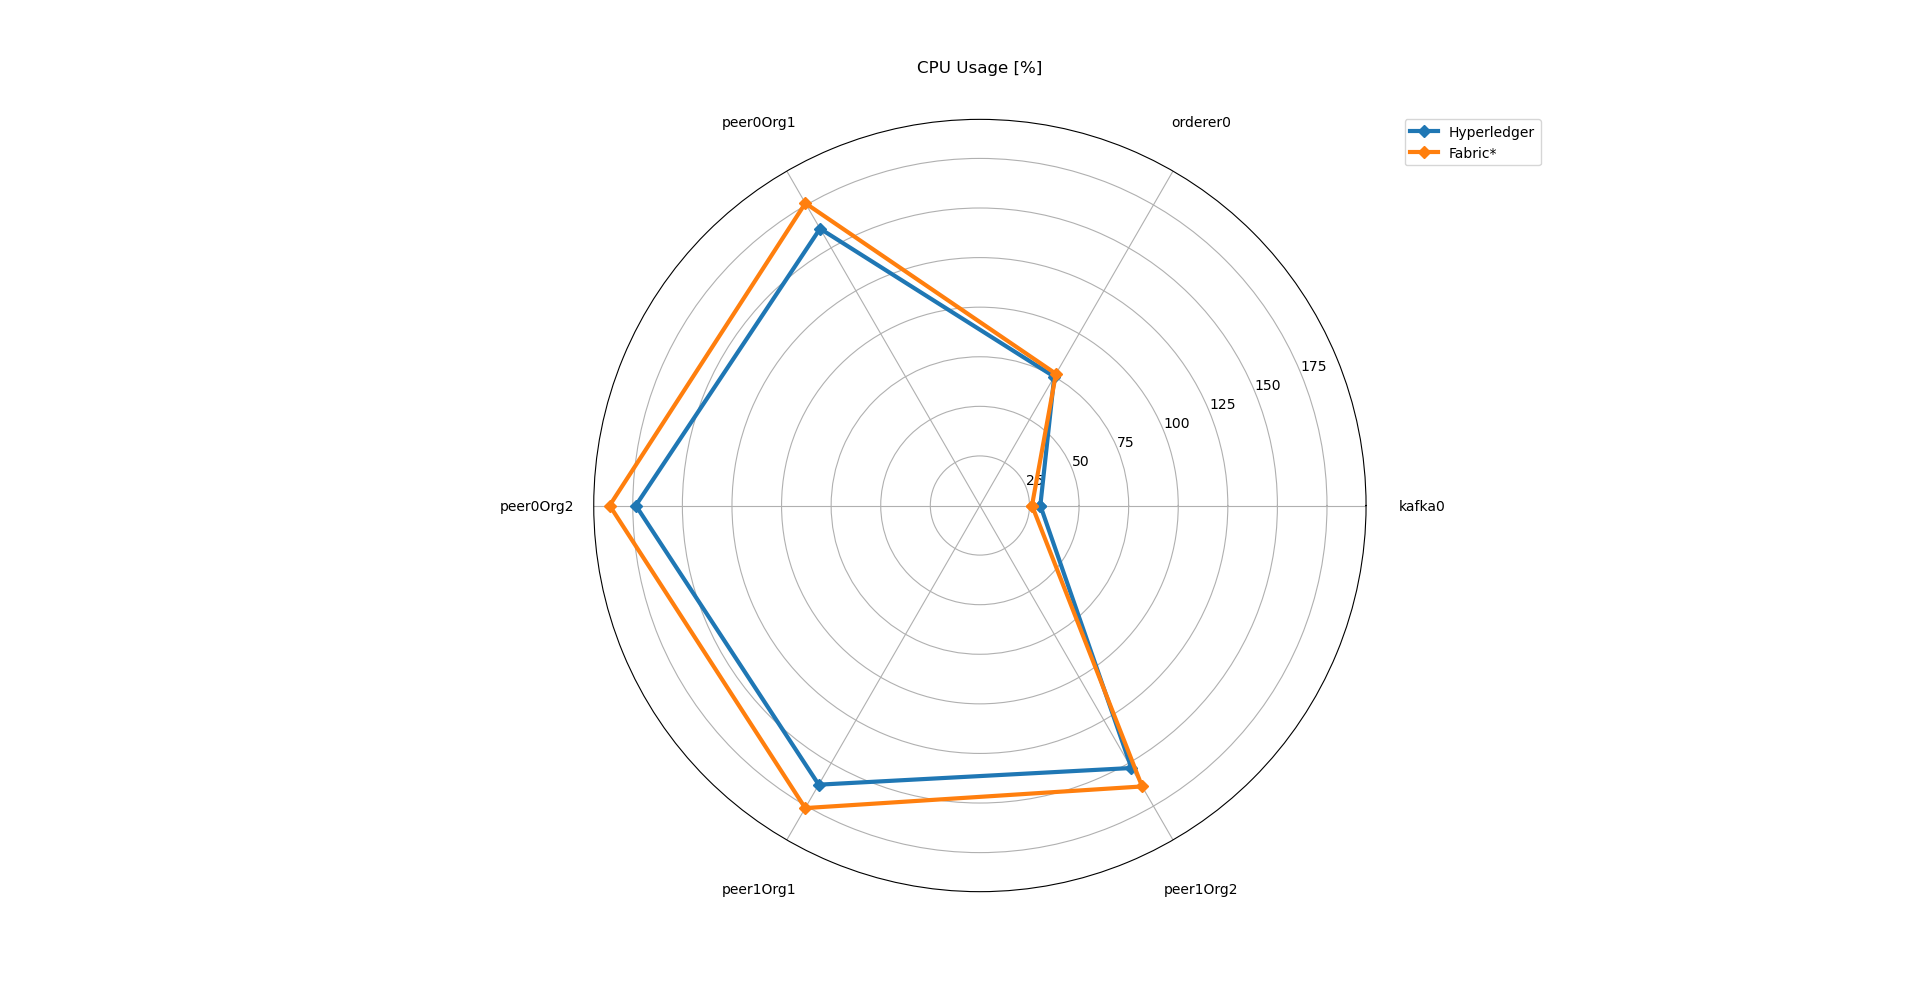 CPU Usage [%]
peer0Org1
orderer0
Hyperledger
Fabric*
175
150
125
100
75
50
25
peer0Org2
kafka0
peer1Org1
peer1Org2